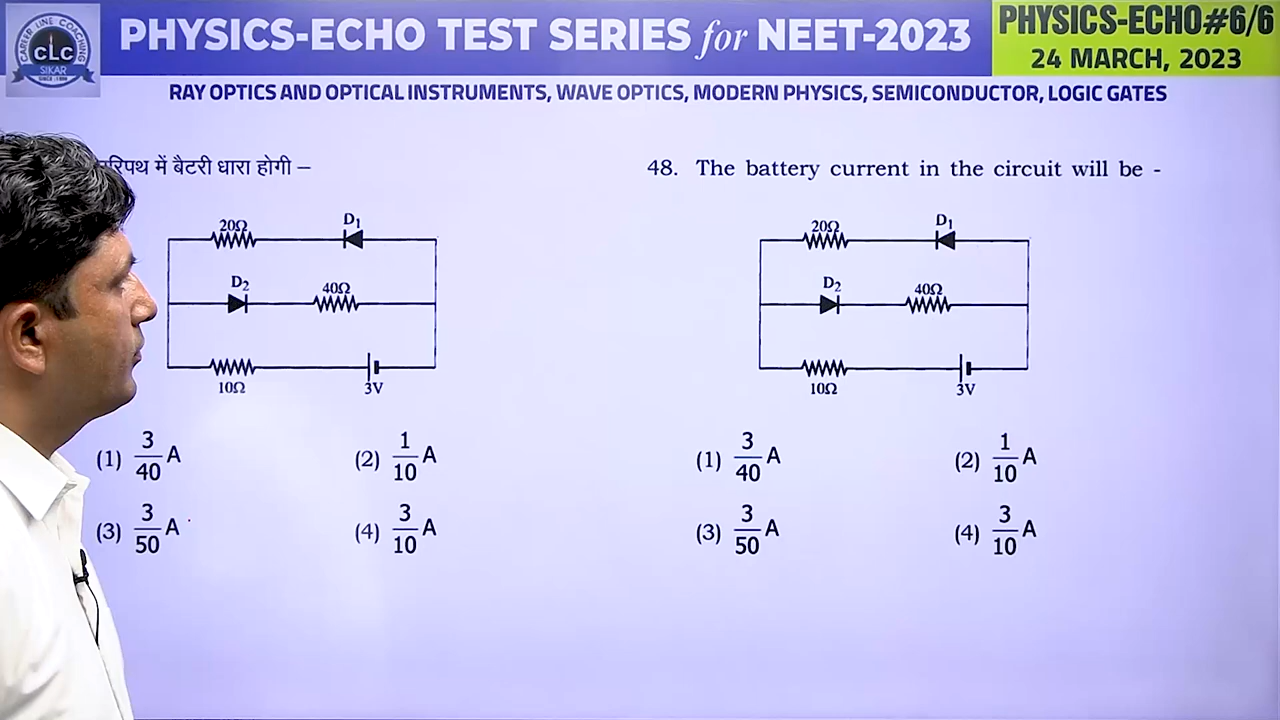 PHYSICS-ECHO TEST SERIES for NEET-2023
PHYSICS-ECHO#6/6
24 MARCH, 2023
CAREER LINE COACHING
CLC
SIKAR
RAY OPTICS AND OPTICAL INSTRUMENTS, WAVE OPTICS, MODERN PHYSICS, SEMICONDUCTOR, LOGIC GATES
में बैटरी धारा होगी –
20Ω D₁
D₂ 40Ω
10Ω 3V
(1) 3/40 A (2) 1/10 A
(3) 3/50 A (4) 3/10 A
48. The battery current in the circuit will be -
20Ω D₁
D₂ 40Ω
10Ω 3V
(1) 3/40 A (2) 1/10 A
(3) 3/50 A (4) 3/10 A